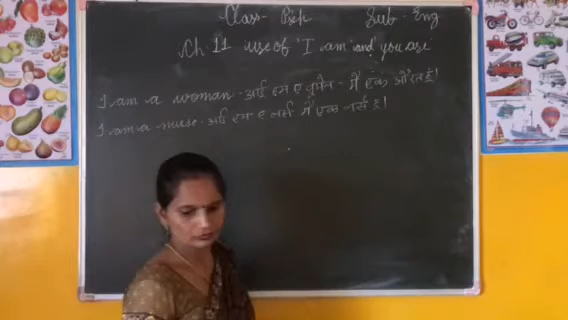 Class- Prep Sub - Eng
Ch. 11 use of 'I am' and' you are
I am a woman - आई एम ए वुमैन - मैं एक औरत हूँ।
I am a nurse - आई एम ए नर्स मैं एक नर्स हूँ।